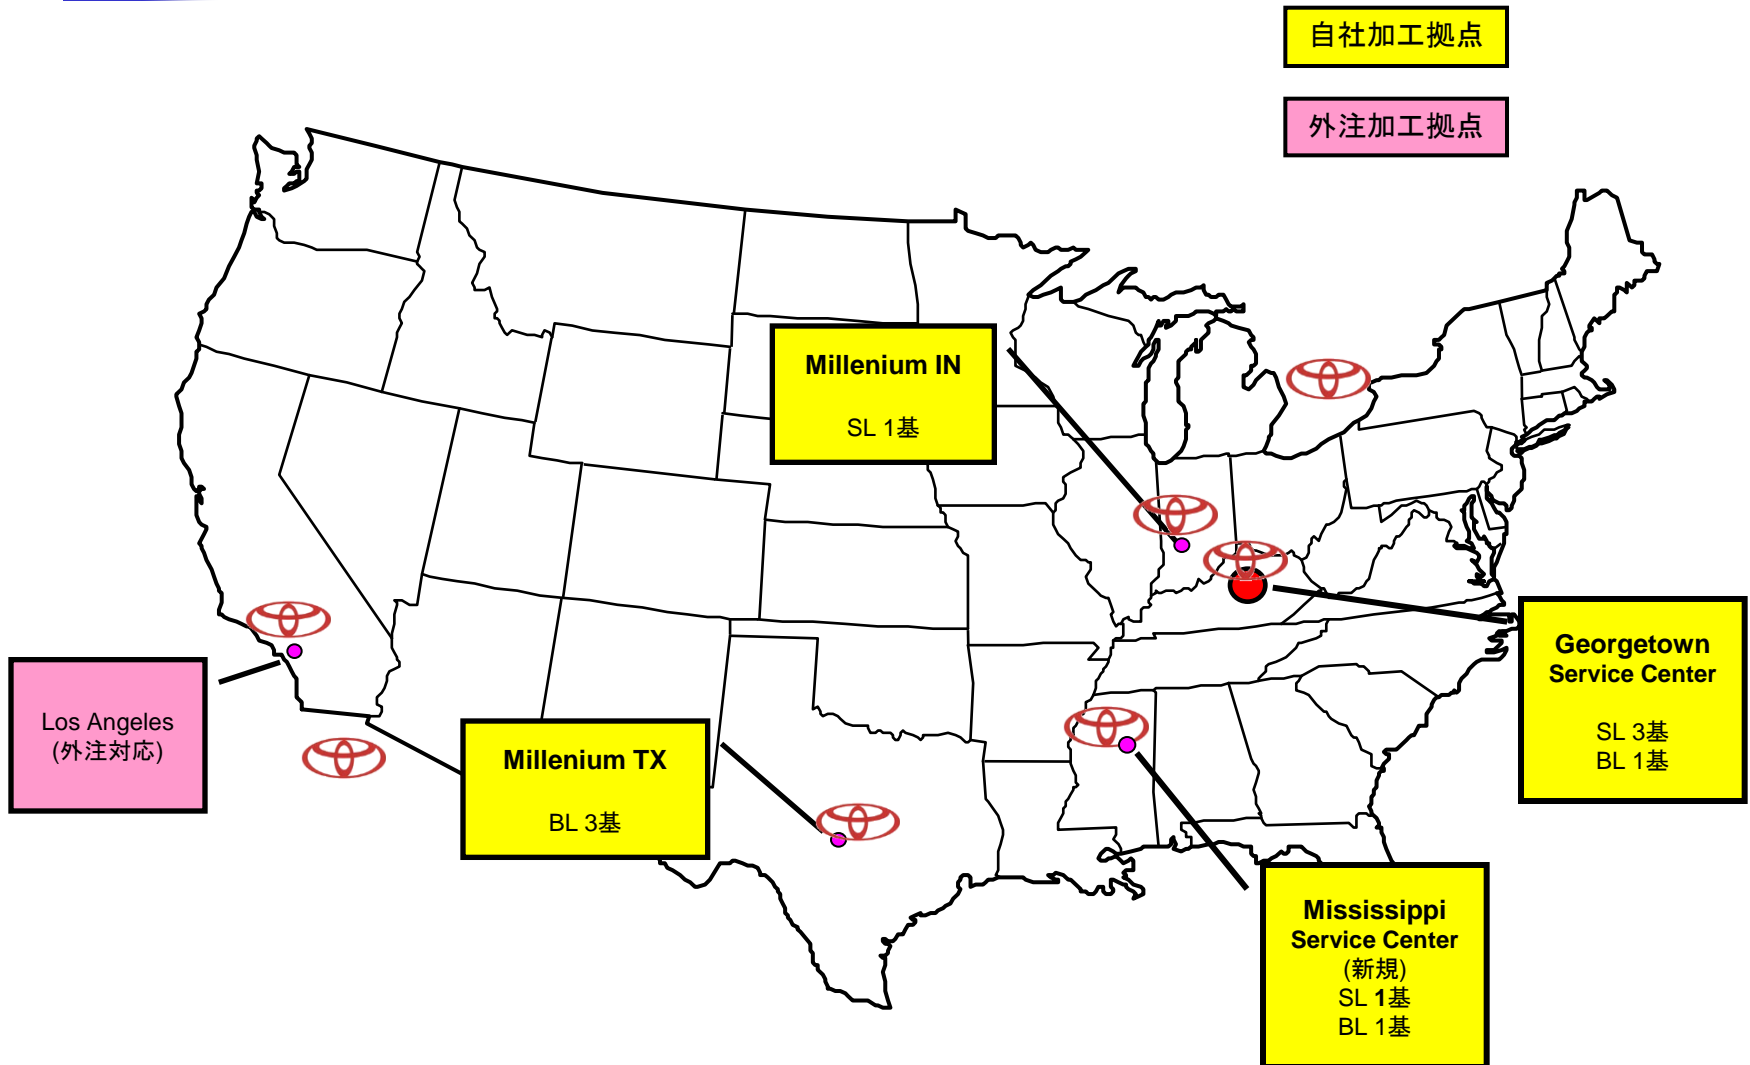 自社加工拠点
外注加工拠点
Millenium IN
SL 1基
Georgetown
Service Center
SL 3基
BL 1基
Los Angeles
(外注対応)
Millenium TX
BL 3基
Mississippi
Service Center
(新規)
SL 1基
BL 1基